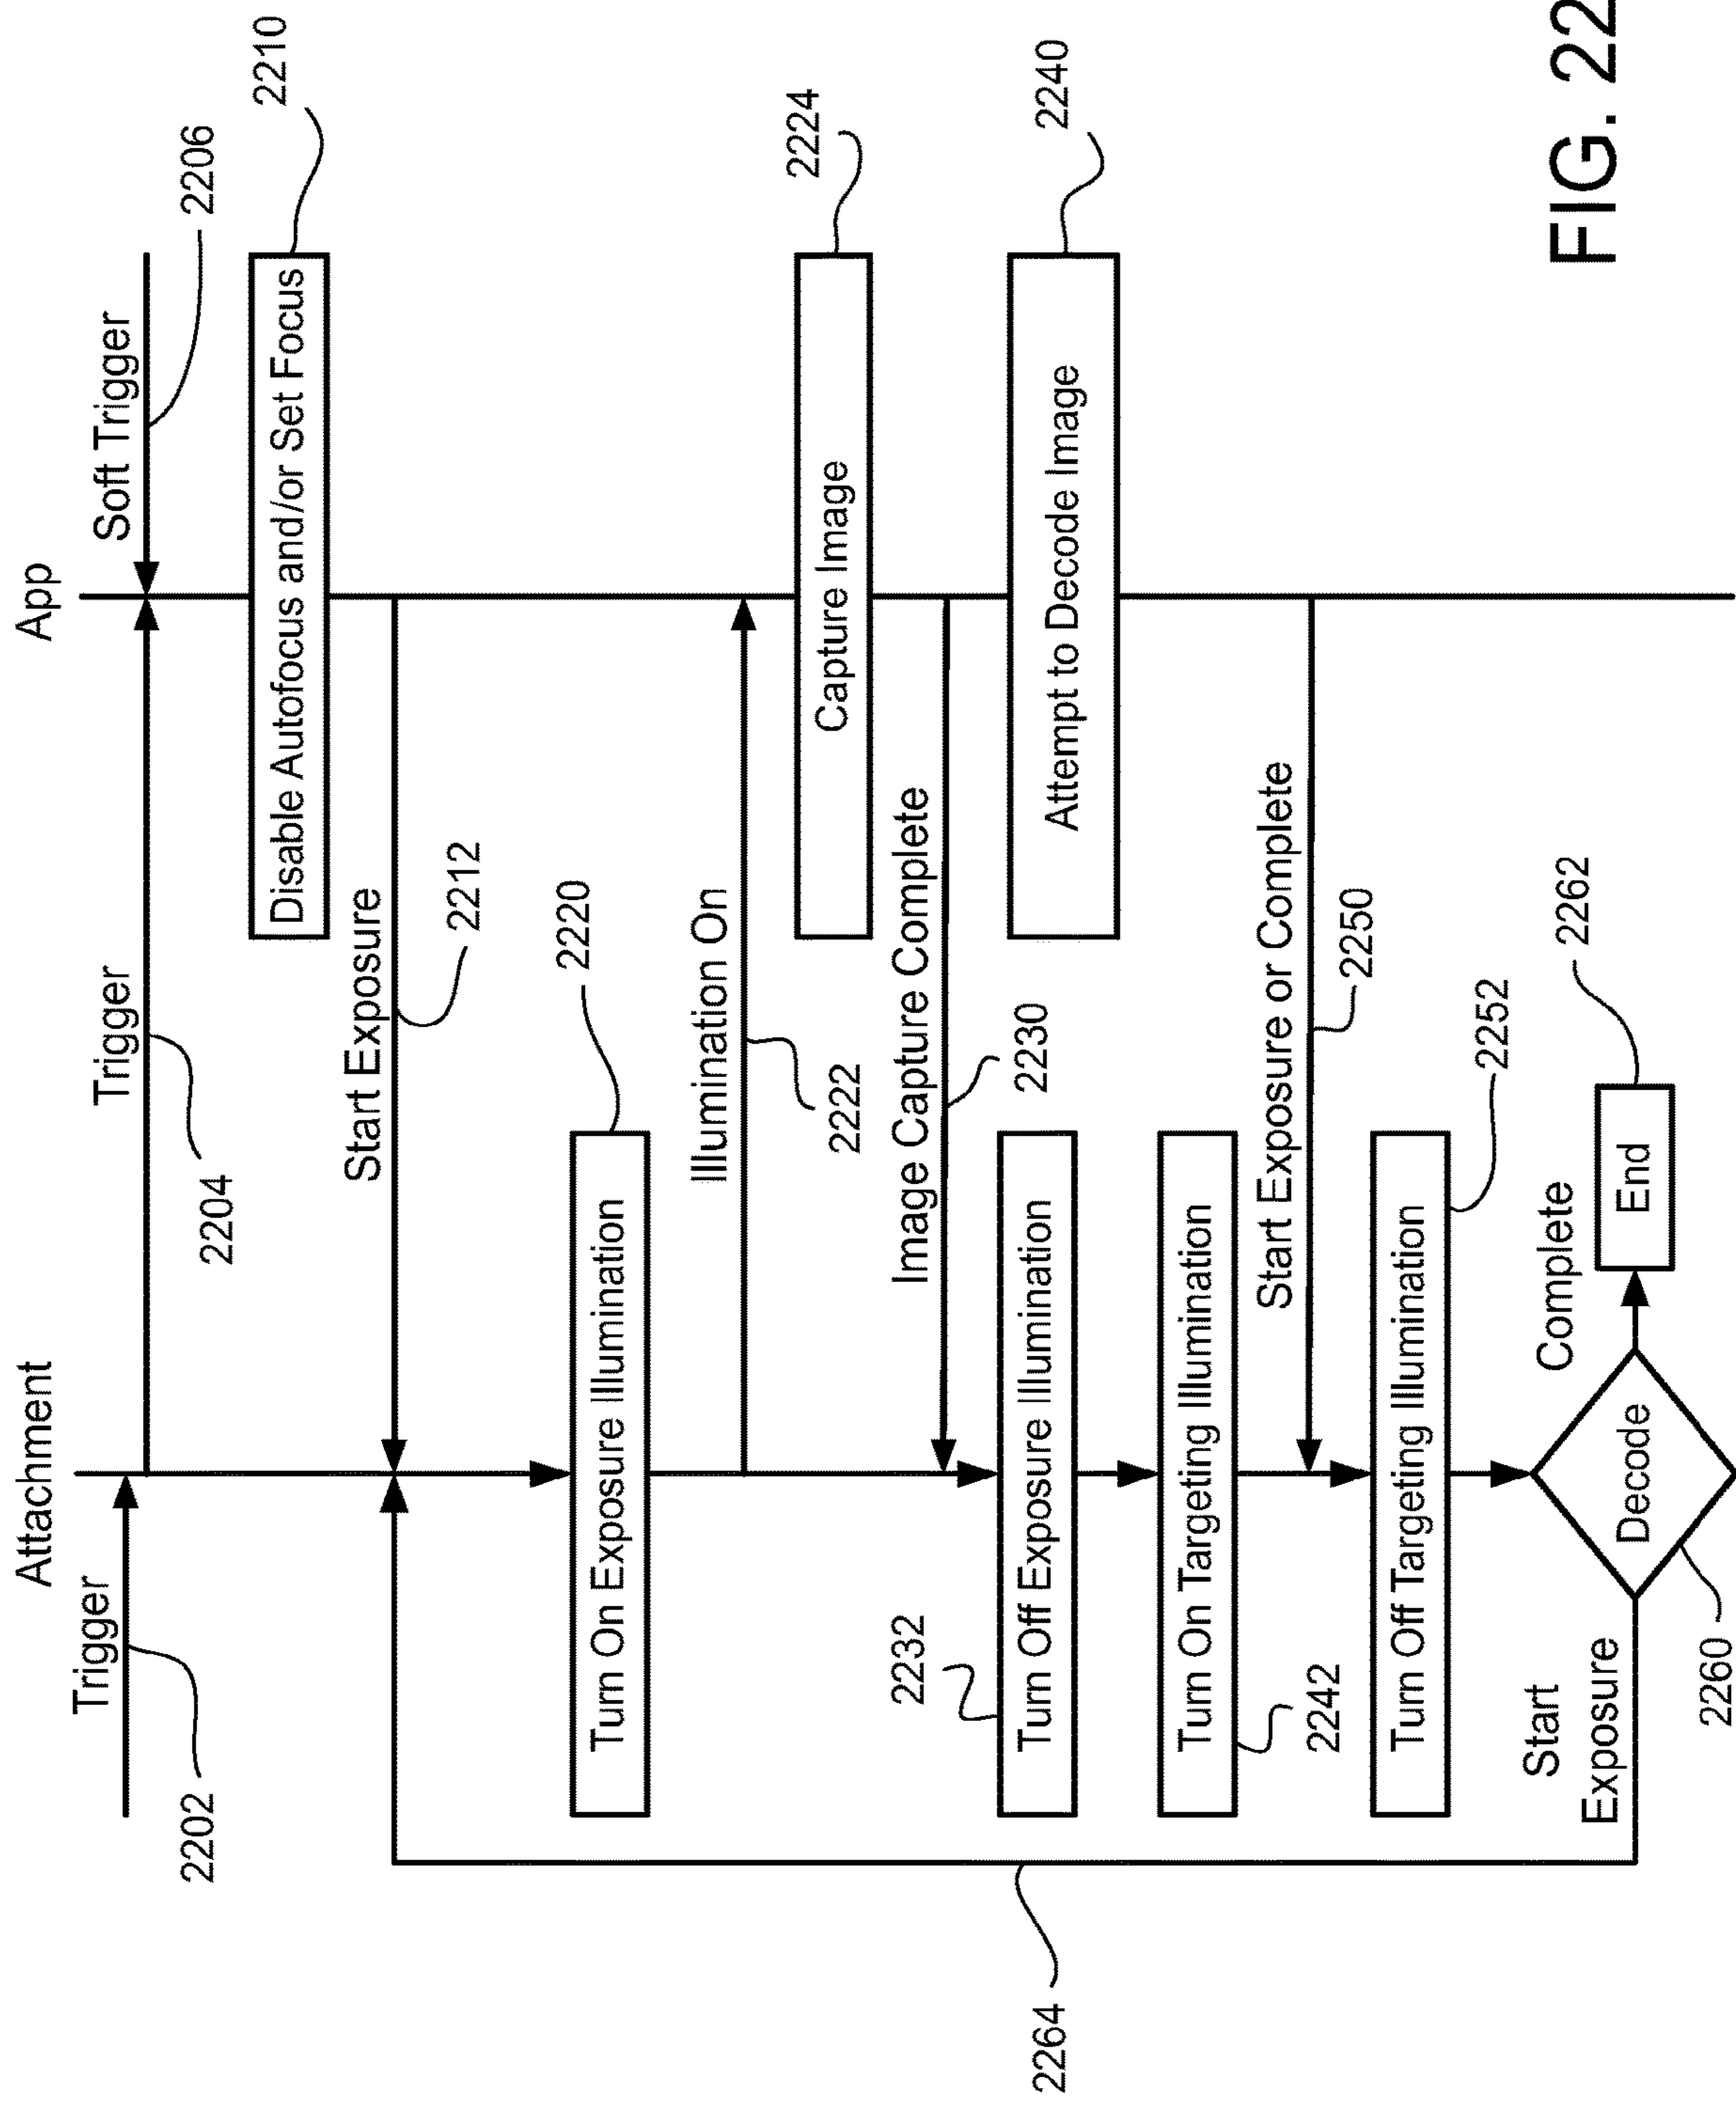 Attachment
App
Trigger
2202
Trigger
2204
Soft Trigger
2206
Disable Autofocus and/or Set Focus
2210
Start Exposure
2212
Turn On Exposure Illumination
2220
Illumination On
2222
Capture Image
2224
Image Capture Complete
2230
Turn Off Exposure Illumination
2232
Attempt to Decode Image
2240
Turn On Targeting Illumination
2242
Start Exposure or Complete
2250
Turn Off Targeting Illumination
2252
Decode
2260
Complete
End
2262
Start
Exposure
2264
FIG. 22